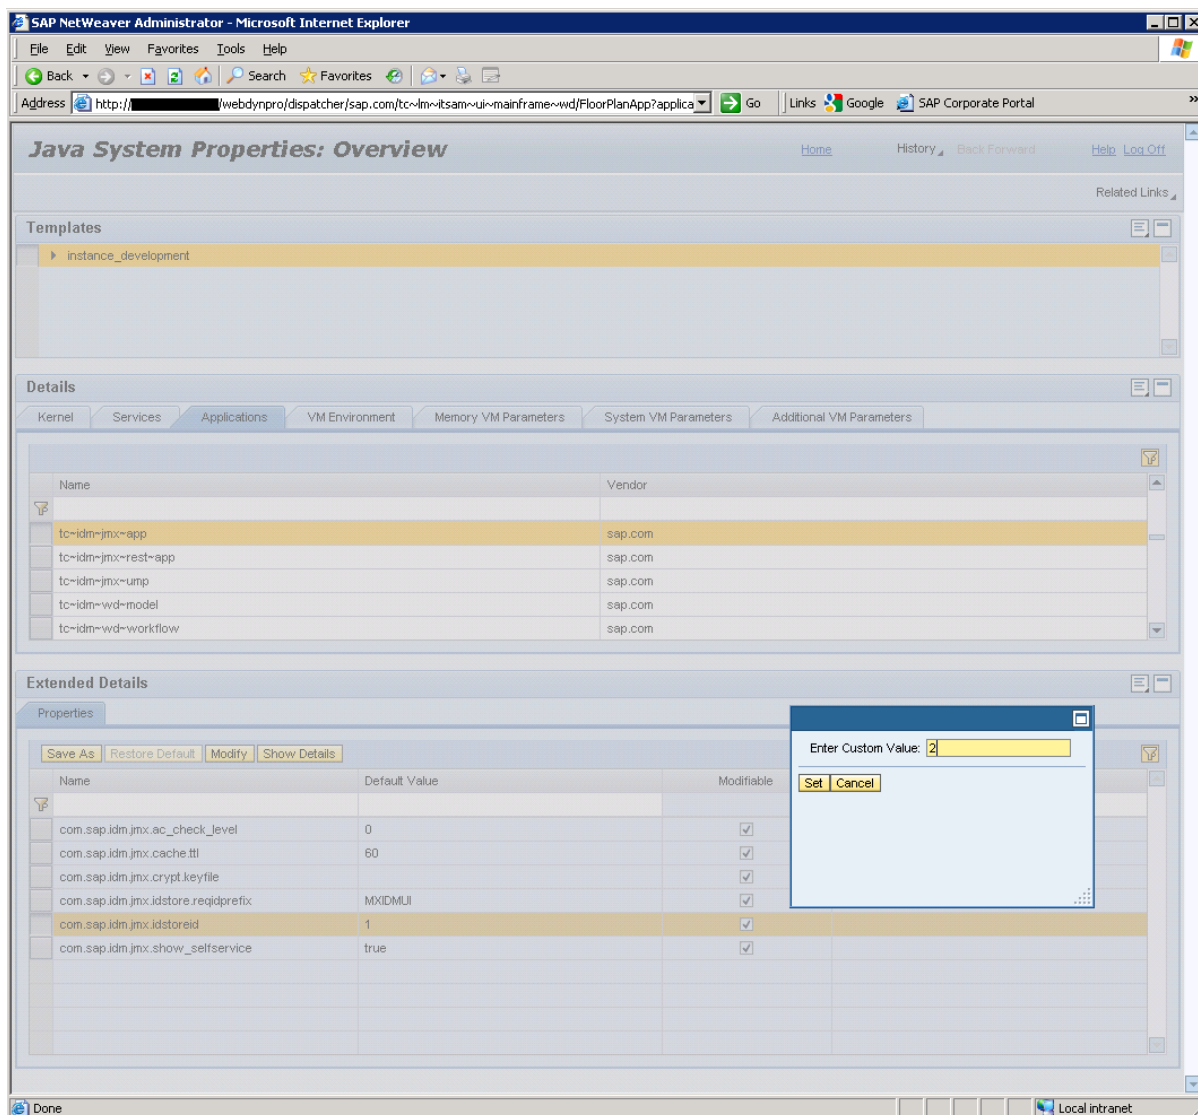 SAP NetWeaver Administrator - Microsoft Internet Explorer
File Edit View Favorites Tools Help
Back Search Favorites
Address http:// /webdynpro/dispatcher/sap.com/tc~lm~itsam~ui~mainframe~wd/FloorPlanApp?applica Go Links Google SAP Corporate Portal »
Java System Properties: Overview Home History Back Forward Help Log Off
Related Links
Templates
instance_development
Details
Kernel Services Applications VM Environment Memory VM Parameters System VM Parameters Additional VM Parameters
Name Vendor
tc~idm~jmx~app sap.com
tc~idm~jmx~rest~app sap.com
tc~idm~jmx~ump sap.com
tc~idm~wd~model sap.com
tc~idm~wd~workflow sap.com
Extended Details
Properties
Enter Custom Value: 2
Save As Restore Default Modify Show Details
Name Default Value Modifiable Set Cancel
com.sap.idm.jmx.ac_check_level 0
com.sap.idm.jmx.cache.ttl 60
com.sap.idm.jmx.crypt.keyfile
com.sap.idm.jmx.idstore.reqidprefix MXIDMUI
com.sap.idm.jmx.idstoreid 1
com.sap.idm.jmx.show_selfservice true
Done Local intranet